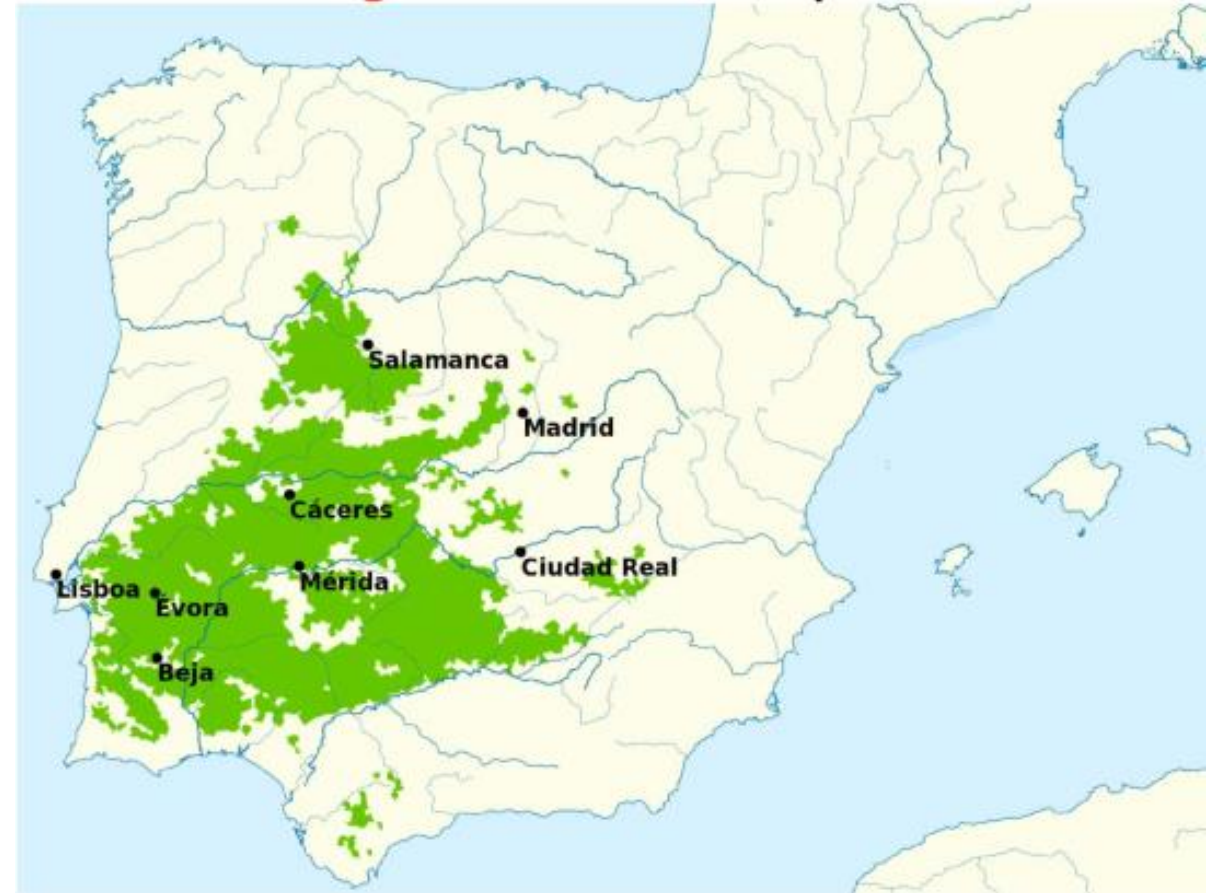 Salamanca
Madrid
Cáceres
Ciudad Real
Mérida
Lisboa
Évora
Beja